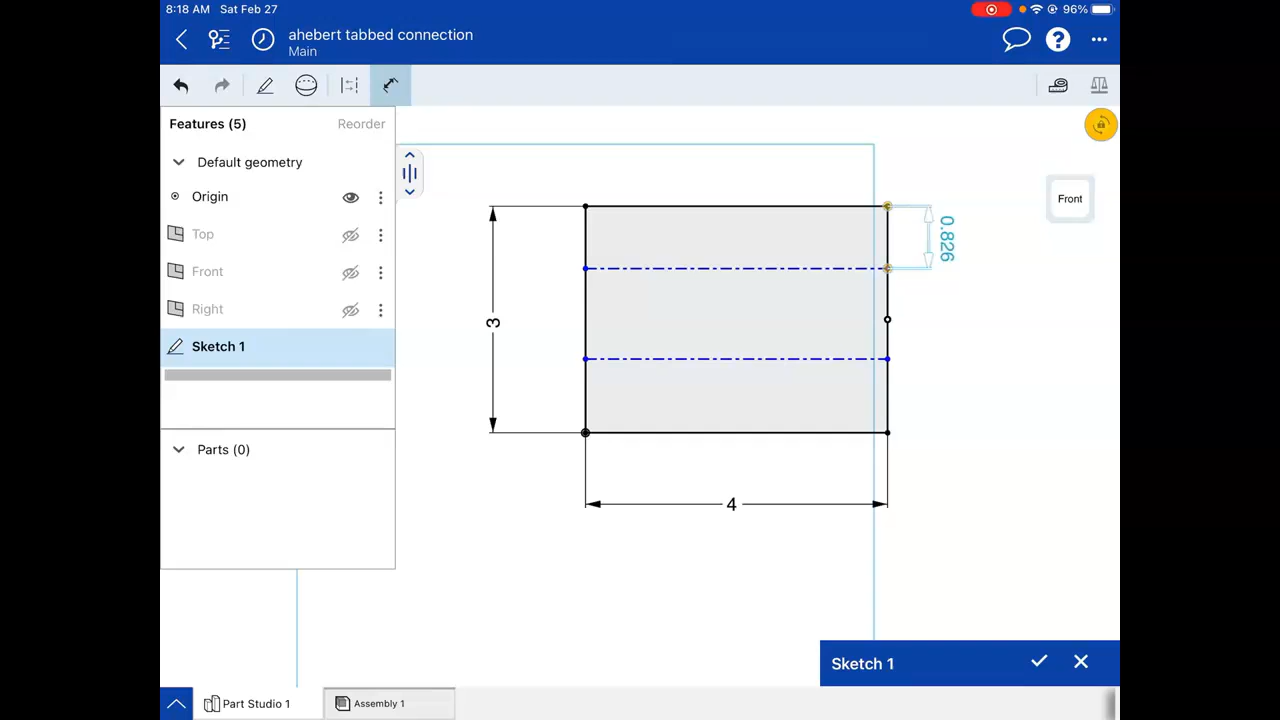 8:18 AM Sat Feb 27
96%
ahebert tabbed connection
Main
Features (5)
Reorder
Default geometry
Origin
Top
Front
Right
Sketch 1
Parts (0)
Front
0.826
3
4
Sketch 1
Part Studio 1
Assembly 1